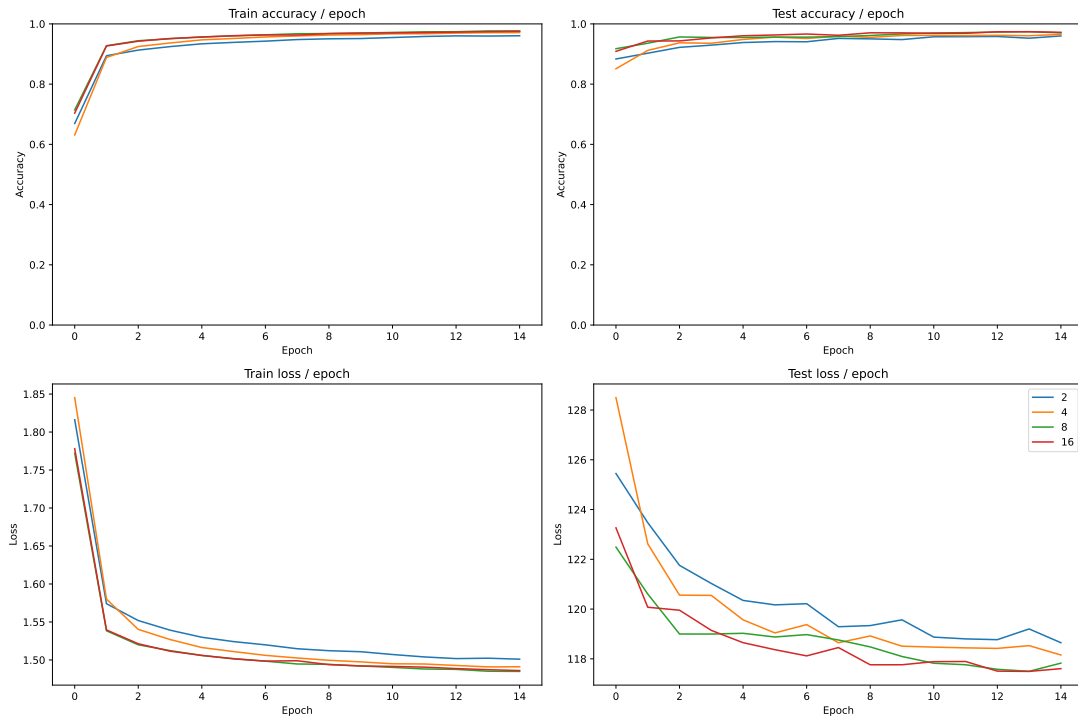 Train accuracy / epoch
1.0
0.8
0.6
0.4
0.2
0.0
Accuracy
0 2 4 6 8 10 12 14
Epoch
Test accuracy / epoch
1.0
0.8
0.6
0.4
0.2
0.0
Accuracy
0 2 4 6 8 10 12 14
Epoch
Train loss / epoch
1.85
1.80
1.75
1.70
1.65
1.60
1.55
1.50
Loss
0 2 4 6 8 10 12 14
Epoch
Test loss / epoch
128
126
124
122
120
118
Loss
0 2 4 6 8 10 12 14
Epoch
2
4
8
16